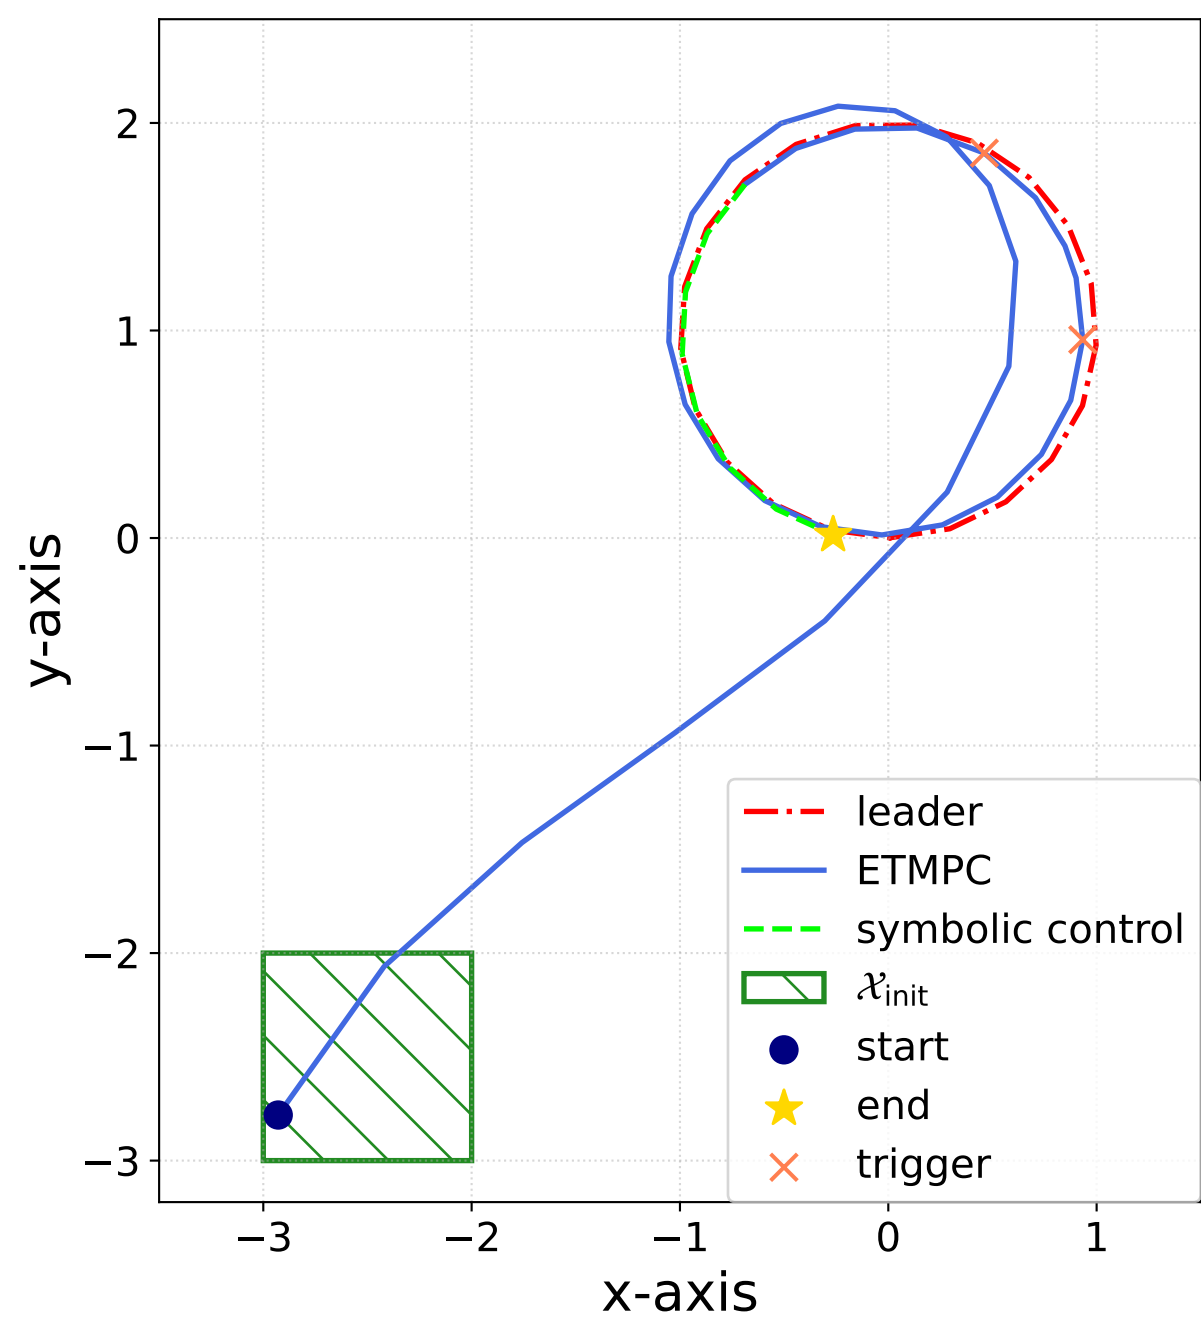 2
1
0
−1
−2
−3
y-axis
leader
ETMPC
symbolic control
𝒳init
start
end
trigger
−3 −2 −1 0 1
x-axis